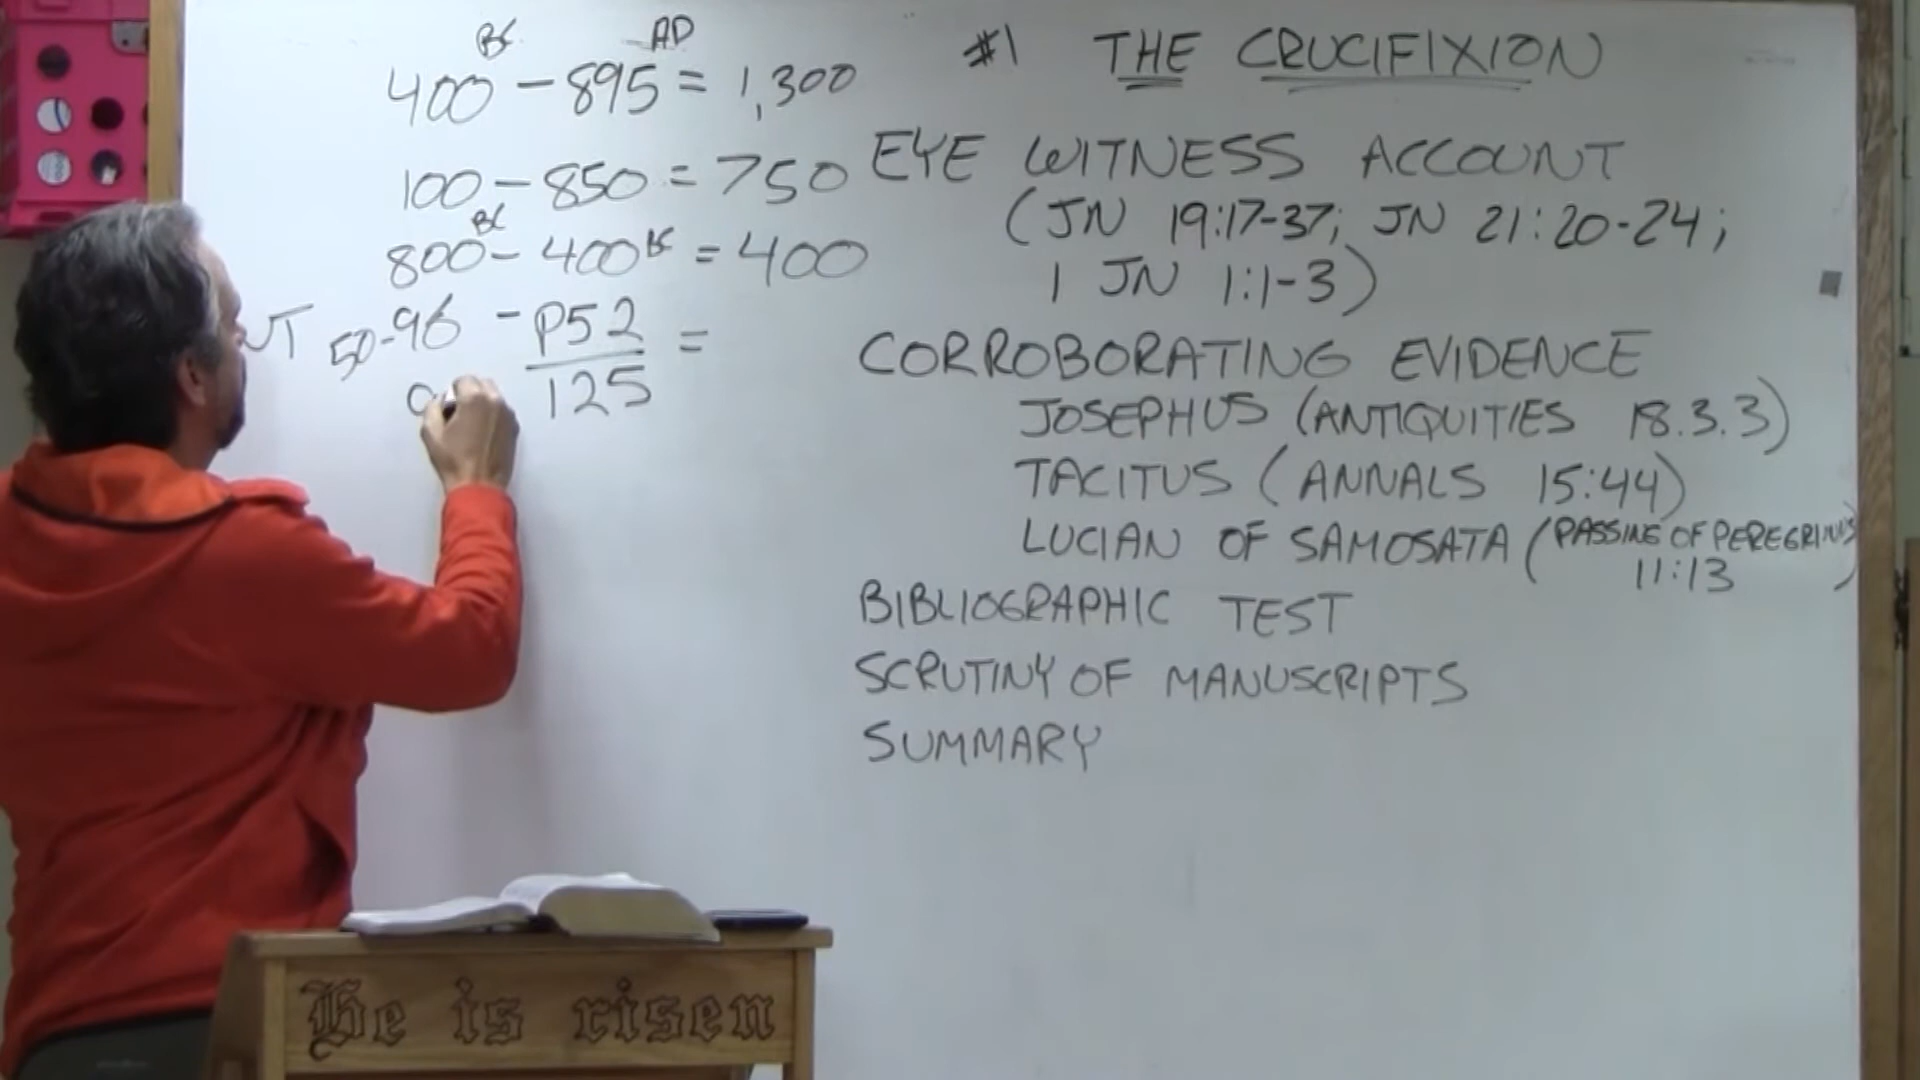 BC AD
400 - 895 = 1,300
100 - 850 = 750
BC
800 - 400 BC = 400
50-96 - P52 =
125
#1 THE CRUCIFIXION
EYE WITNESS ACCOUNT
(JN 19:17-37; JN 21:20-24;
1 JN 1:1-3)
CORROBORATING EVIDENCE
JOSEPHUS (ANTIQUITIES 18.3.3)
TACITUS (ANNALS 15:44)
LUCIAN OF SAMOSATA (PASSING OF PEREGRINUS
11:13)
BIBLIOGRAPHIC TEST
SCRUTINY OF MANUSCRIPTS
SUMMARY
He is risen